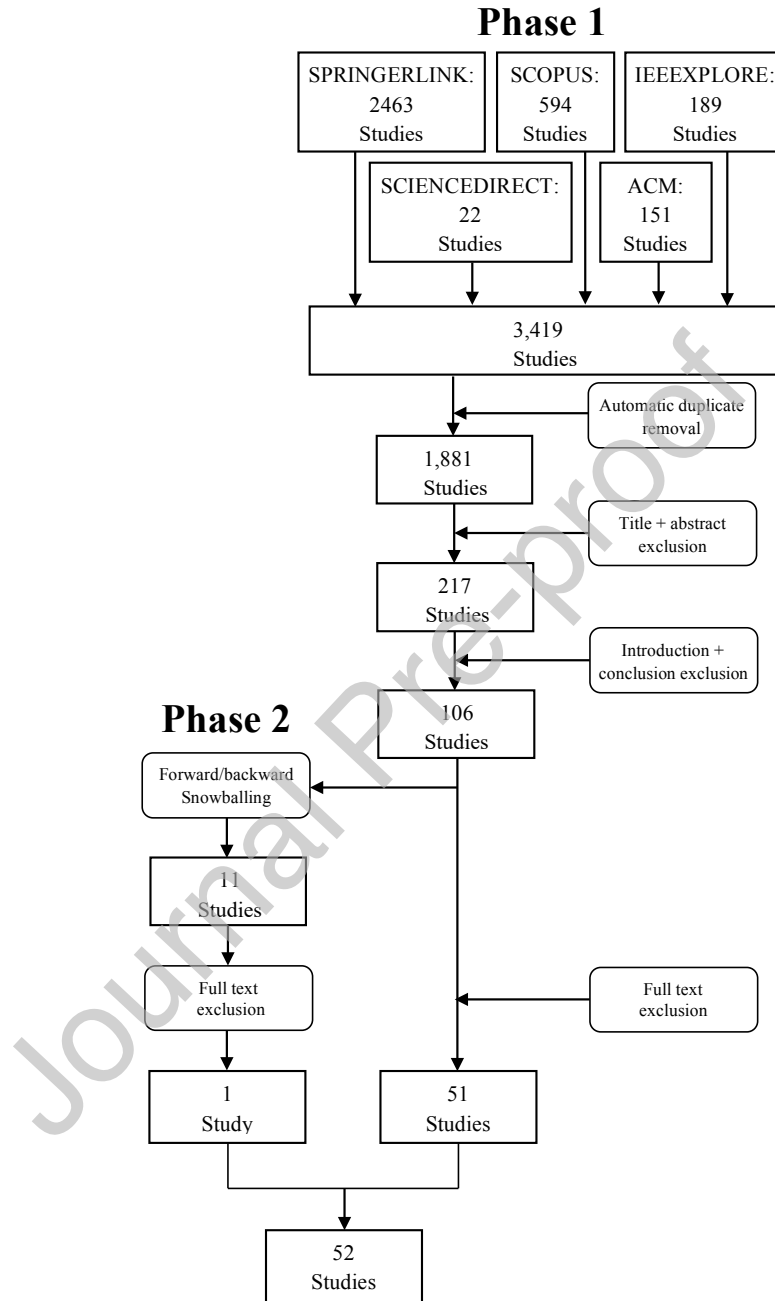 Phase 1
SPRINGERLINK:
2463
Studies
SCOPUS:
594
Studies
IEEEXPLORE:
189
Studies
SCIENCEDIRECT:
22
Studies
ACM:
151
Studies
3,419
Studies
Automatic duplicate
removal
1,881
Studies
Title + abstract
exclusion
217
Studies
Introduction +
conclusion exclusion
106
Studies
Phase 2
Forward/backward
Snowballing
11
Studies
Full text
exclusion
Full text
exclusion
1
Study
51
Studies
52
Studies
Journal Pre-proof